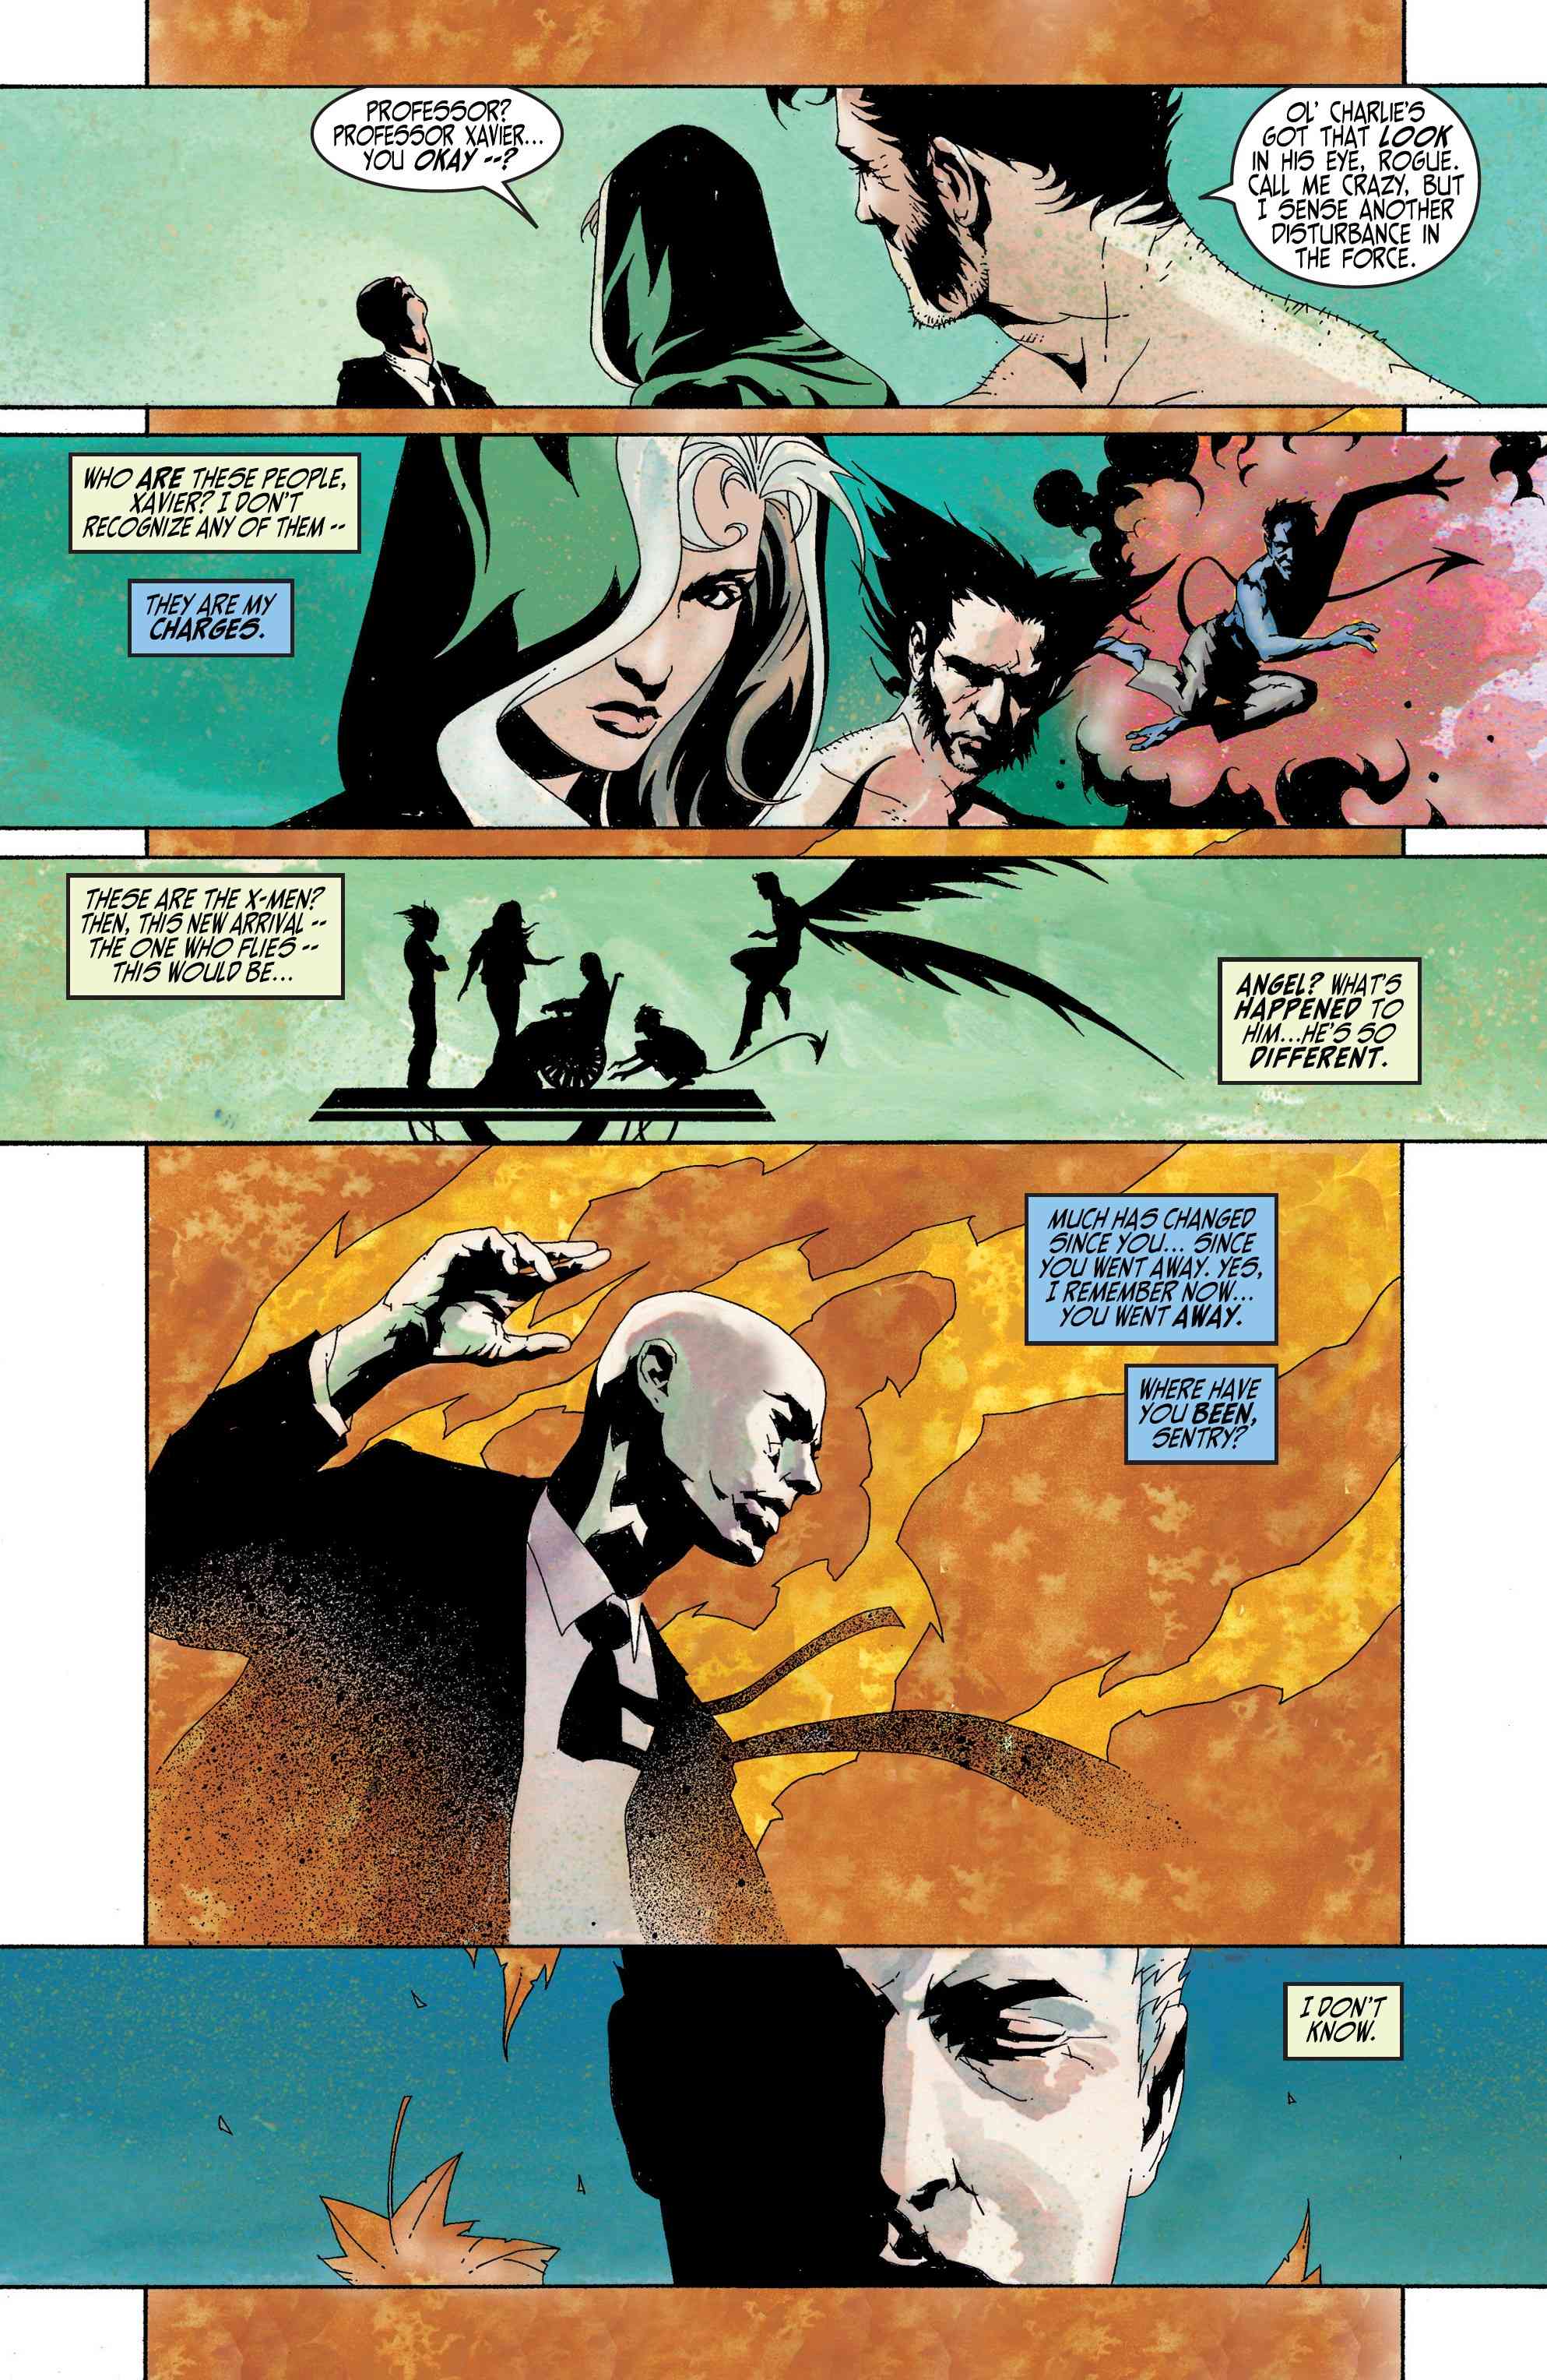 PROFESSOR?
PROFESSOR XAVIER...
YOU OKAY --?
OL' CHARLIE'S
GOT THAT LOOK
IN HIS EYE, ROGUE.
CALL ME CRAZY, BUT
I SENSE ANOTHER
DISTURBANCE IN
THE FORCE.
WHO ARE THESE PEOPLE,
XAVIER? I DON'T
RECOGNIZE ANY OF THEM --
THEY ARE MY
CHARGES.
THESE ARE THE X-MEN?
THEN, THIS NEW ARRIVAL --
THE ONE WHO FLIES --
THIS WOULD BE...
ANGEL? WHAT'S
HAPPENED TO
HIM...HE'S SO
DIFFERENT.
MUCH HAS CHANGED
SINCE YOU... SINCE
YOU WENT AWAY. YES,
I REMEMBER NOW...
YOU WENT AWAY.
WHERE HAVE
YOU BEEN,
SENTRY?
I DON'T
KNOW.